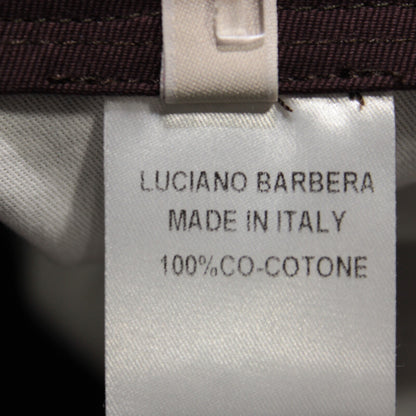 LUCIANO BARBERA
MADE IN ITALY
100%CO-COTONE